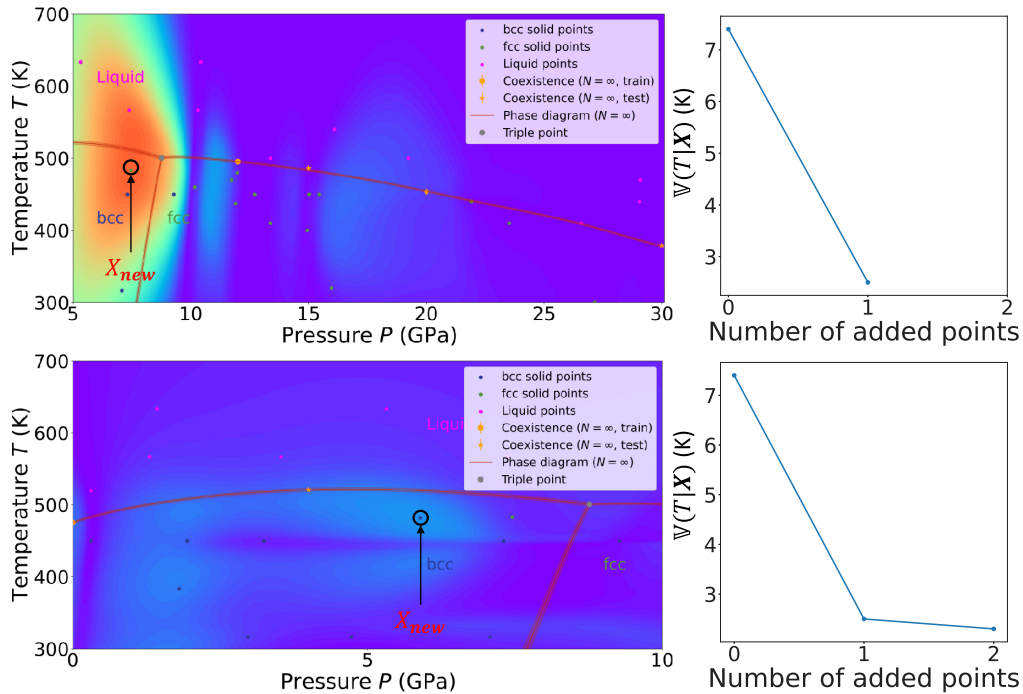 700
600
500
400
300
Temperature T (K)
5
10
15
20
25
30
Pressure P (GPa)
Liquid
bcc
fcc
X_new
bcc solid points
fcc solid points
Liquid points
Coexistence (N = ∞, train)
Coexistence (N = ∞, test)
Phase diagram (N = ∞)
Triple point
7
6
5
4
3
𝕍(T|X) (K)
0
1
2
Number of added points
700
600
500
400
300
Temperature T (K)
0
5
10
Pressure P (GPa)
Liquid
bcc
fcc
X_new
bcc solid points
fcc solid points
Liquid points
Coexistence (N = ∞, train)
Coexistence (N = ∞, test)
Phase diagram (N = ∞)
Triple point
7
6
5
4
3
𝕍(T|X) (K)
0
1
2
Number of added points